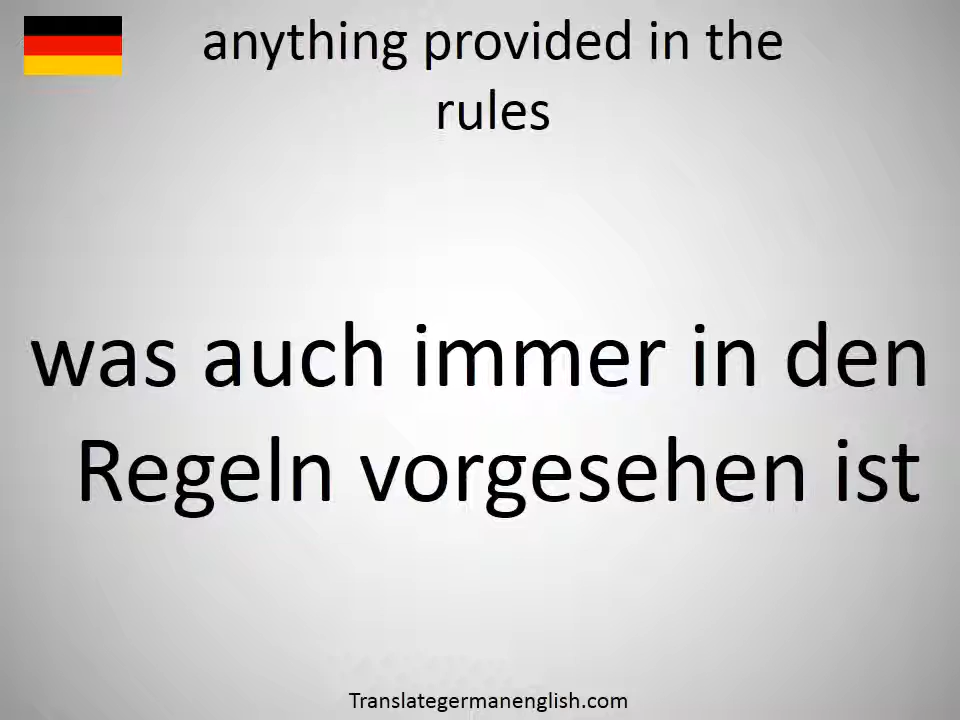 anything provided in the
rules
was auch immer in den
Regeln vorgesehen ist
Translategermanenglish.com